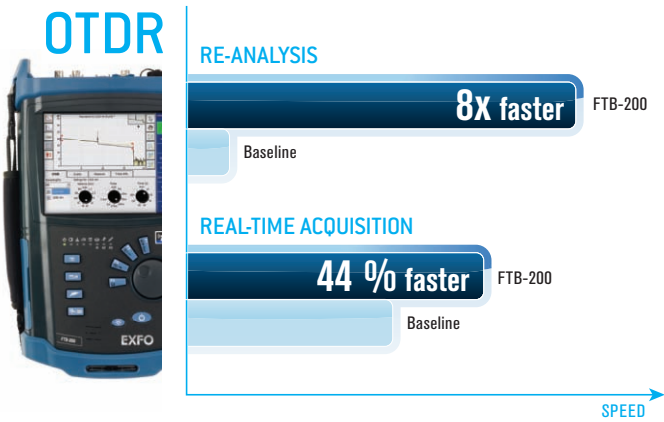 OTDR
RE-ANALYSIS
8X faster
FTB-200
Baseline
REAL-TIME ACQUISITION
44 % faster
FTB-200
Baseline
EXFO
SPEED